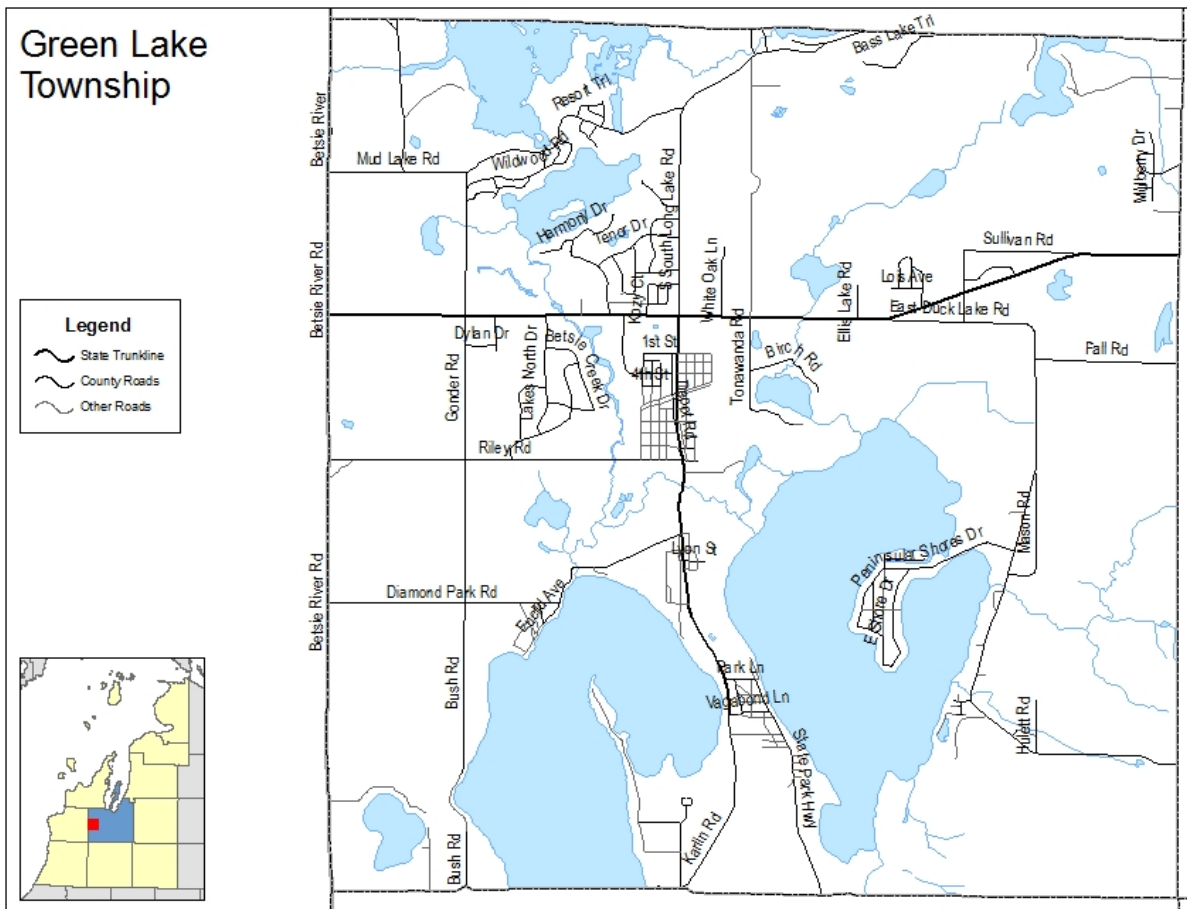 Green Lake
Township
Bass Lake Trl
Resort Trl
Betsie River
Mud Lake Rd
Wildwood Rd
Mulberry Dr
Harmony Dr
Tenor Dr
S South Long Lake Rd
White Oak Ln
Sullivan Rd
Betsie River Rd
Kozy Ct
Ellis Lake Rd
Lois Ave
East Duck Lake Rd
Legend
State Trunkline
County Roads
Other Roads
Dylan Dr
Lakes North Dr
Betsie Creek Dr
1st St
4th St
Tonawanda Rd
Birch Rd
Fall Rd
Gonder Rd
Riley Rd
Mason Rd
Lyon St
Peninsular Shores Dr
E Shore Dr
Betsie River Rd
Diamond Park Rd
Euclid Ave
Bush Rd
Park Ln
Vagabond Ln
State Park Hwy
Hulett Rd
Karlin Rd
Bush Rd